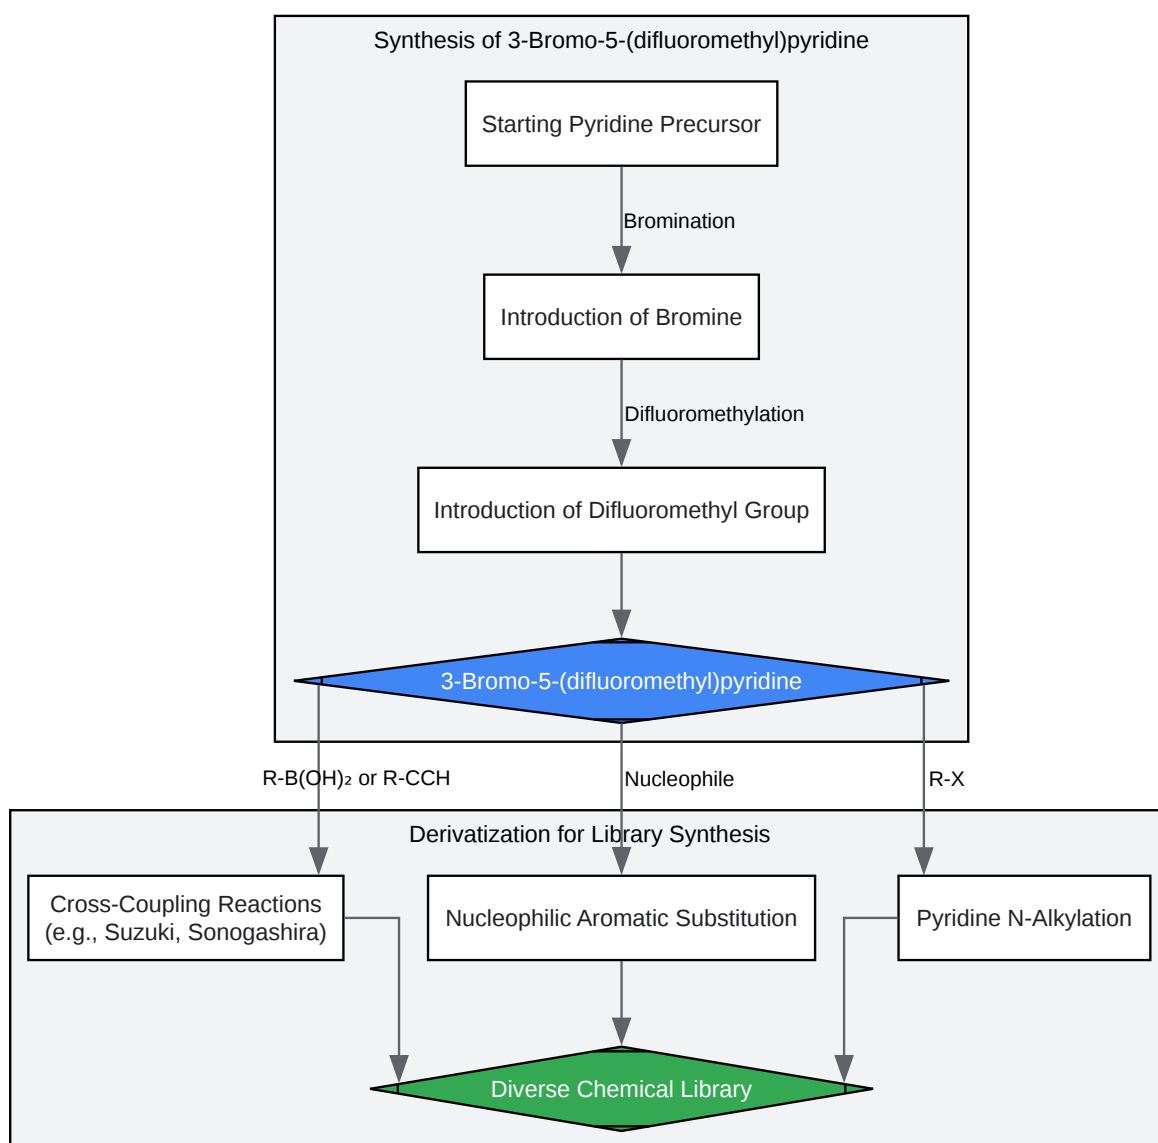 Synthesis of 3-Bromo-5-(difluoromethyl)pyridine
Starting Pyridine Precursor
Bromination
Introduction of Bromine
Difluoromethylation
Introduction of Difluoromethyl Group
3-Bromo-5-(difluoromethyl)pyridine
R-B(OH)₂ or R-CCH
Nucleophile
R-X
Derivatization for Library Synthesis
Cross-Coupling Reactions
(e.g., Suzuki, Sonogashira)
Nucleophilic Aromatic Substitution
Pyridine N-Alkylation
Diverse Chemical Library